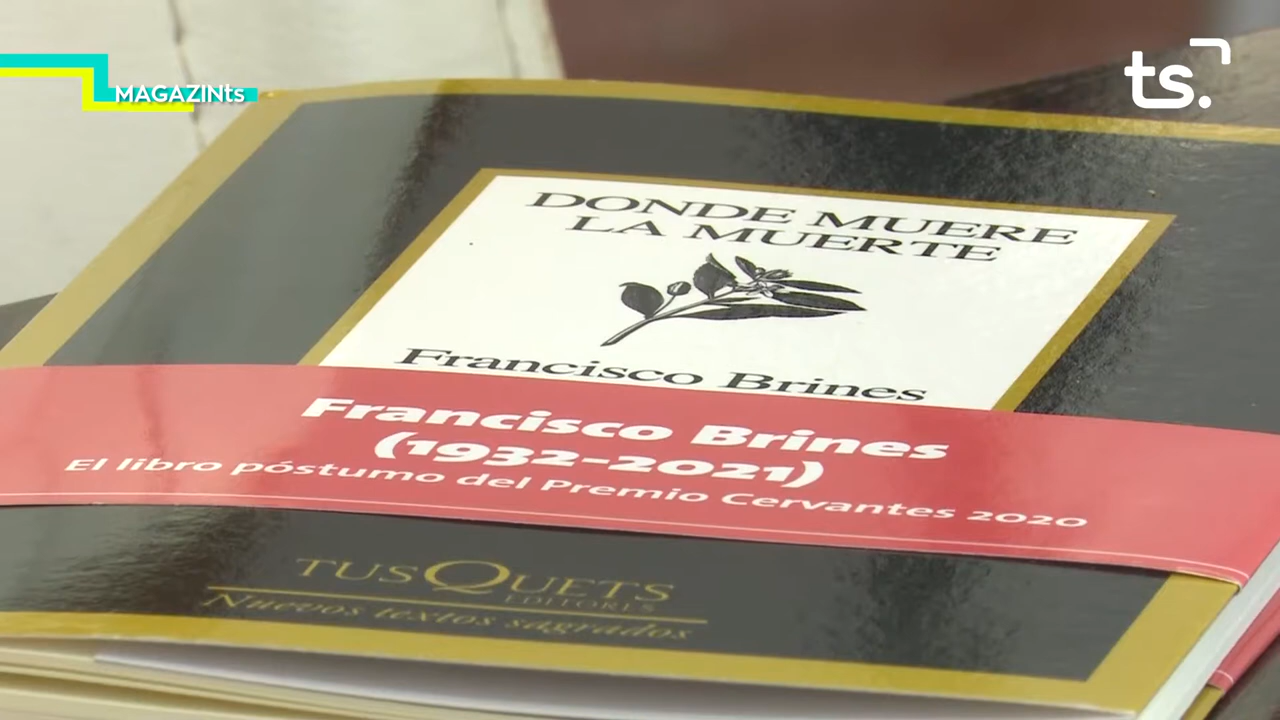 MAGAZINts
ts.
DONDE MUERE
LA MUERTE
Francisco Brines
Francisco Brines
(1932-2021)
El libro póstumo del Premio Cervantes 2020
TUSQUETS
EDITORES
Nuevos textos sagrados